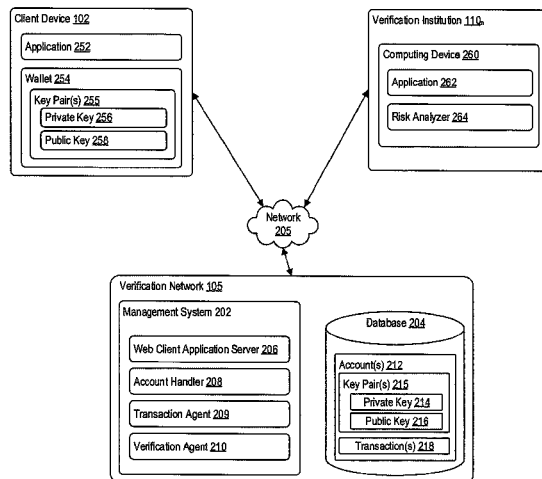 Client Device 102
Application 252
Wallet 254
Key Pair(s) 255
Private Key 256
Public Key 258
Verification Institution 110n
Computing Device 260
Application 262
Risk Analyzer 264
Network
205
Verification Network 105
Management System 202
Web Client Application Server 206
Account Handler 208
Transaction Agent 209
Verification Agent 210
Database 204
Account(s) 212
Key Pair(s) 215
Private Key 214
Public Key 216
Transaction(s) 218